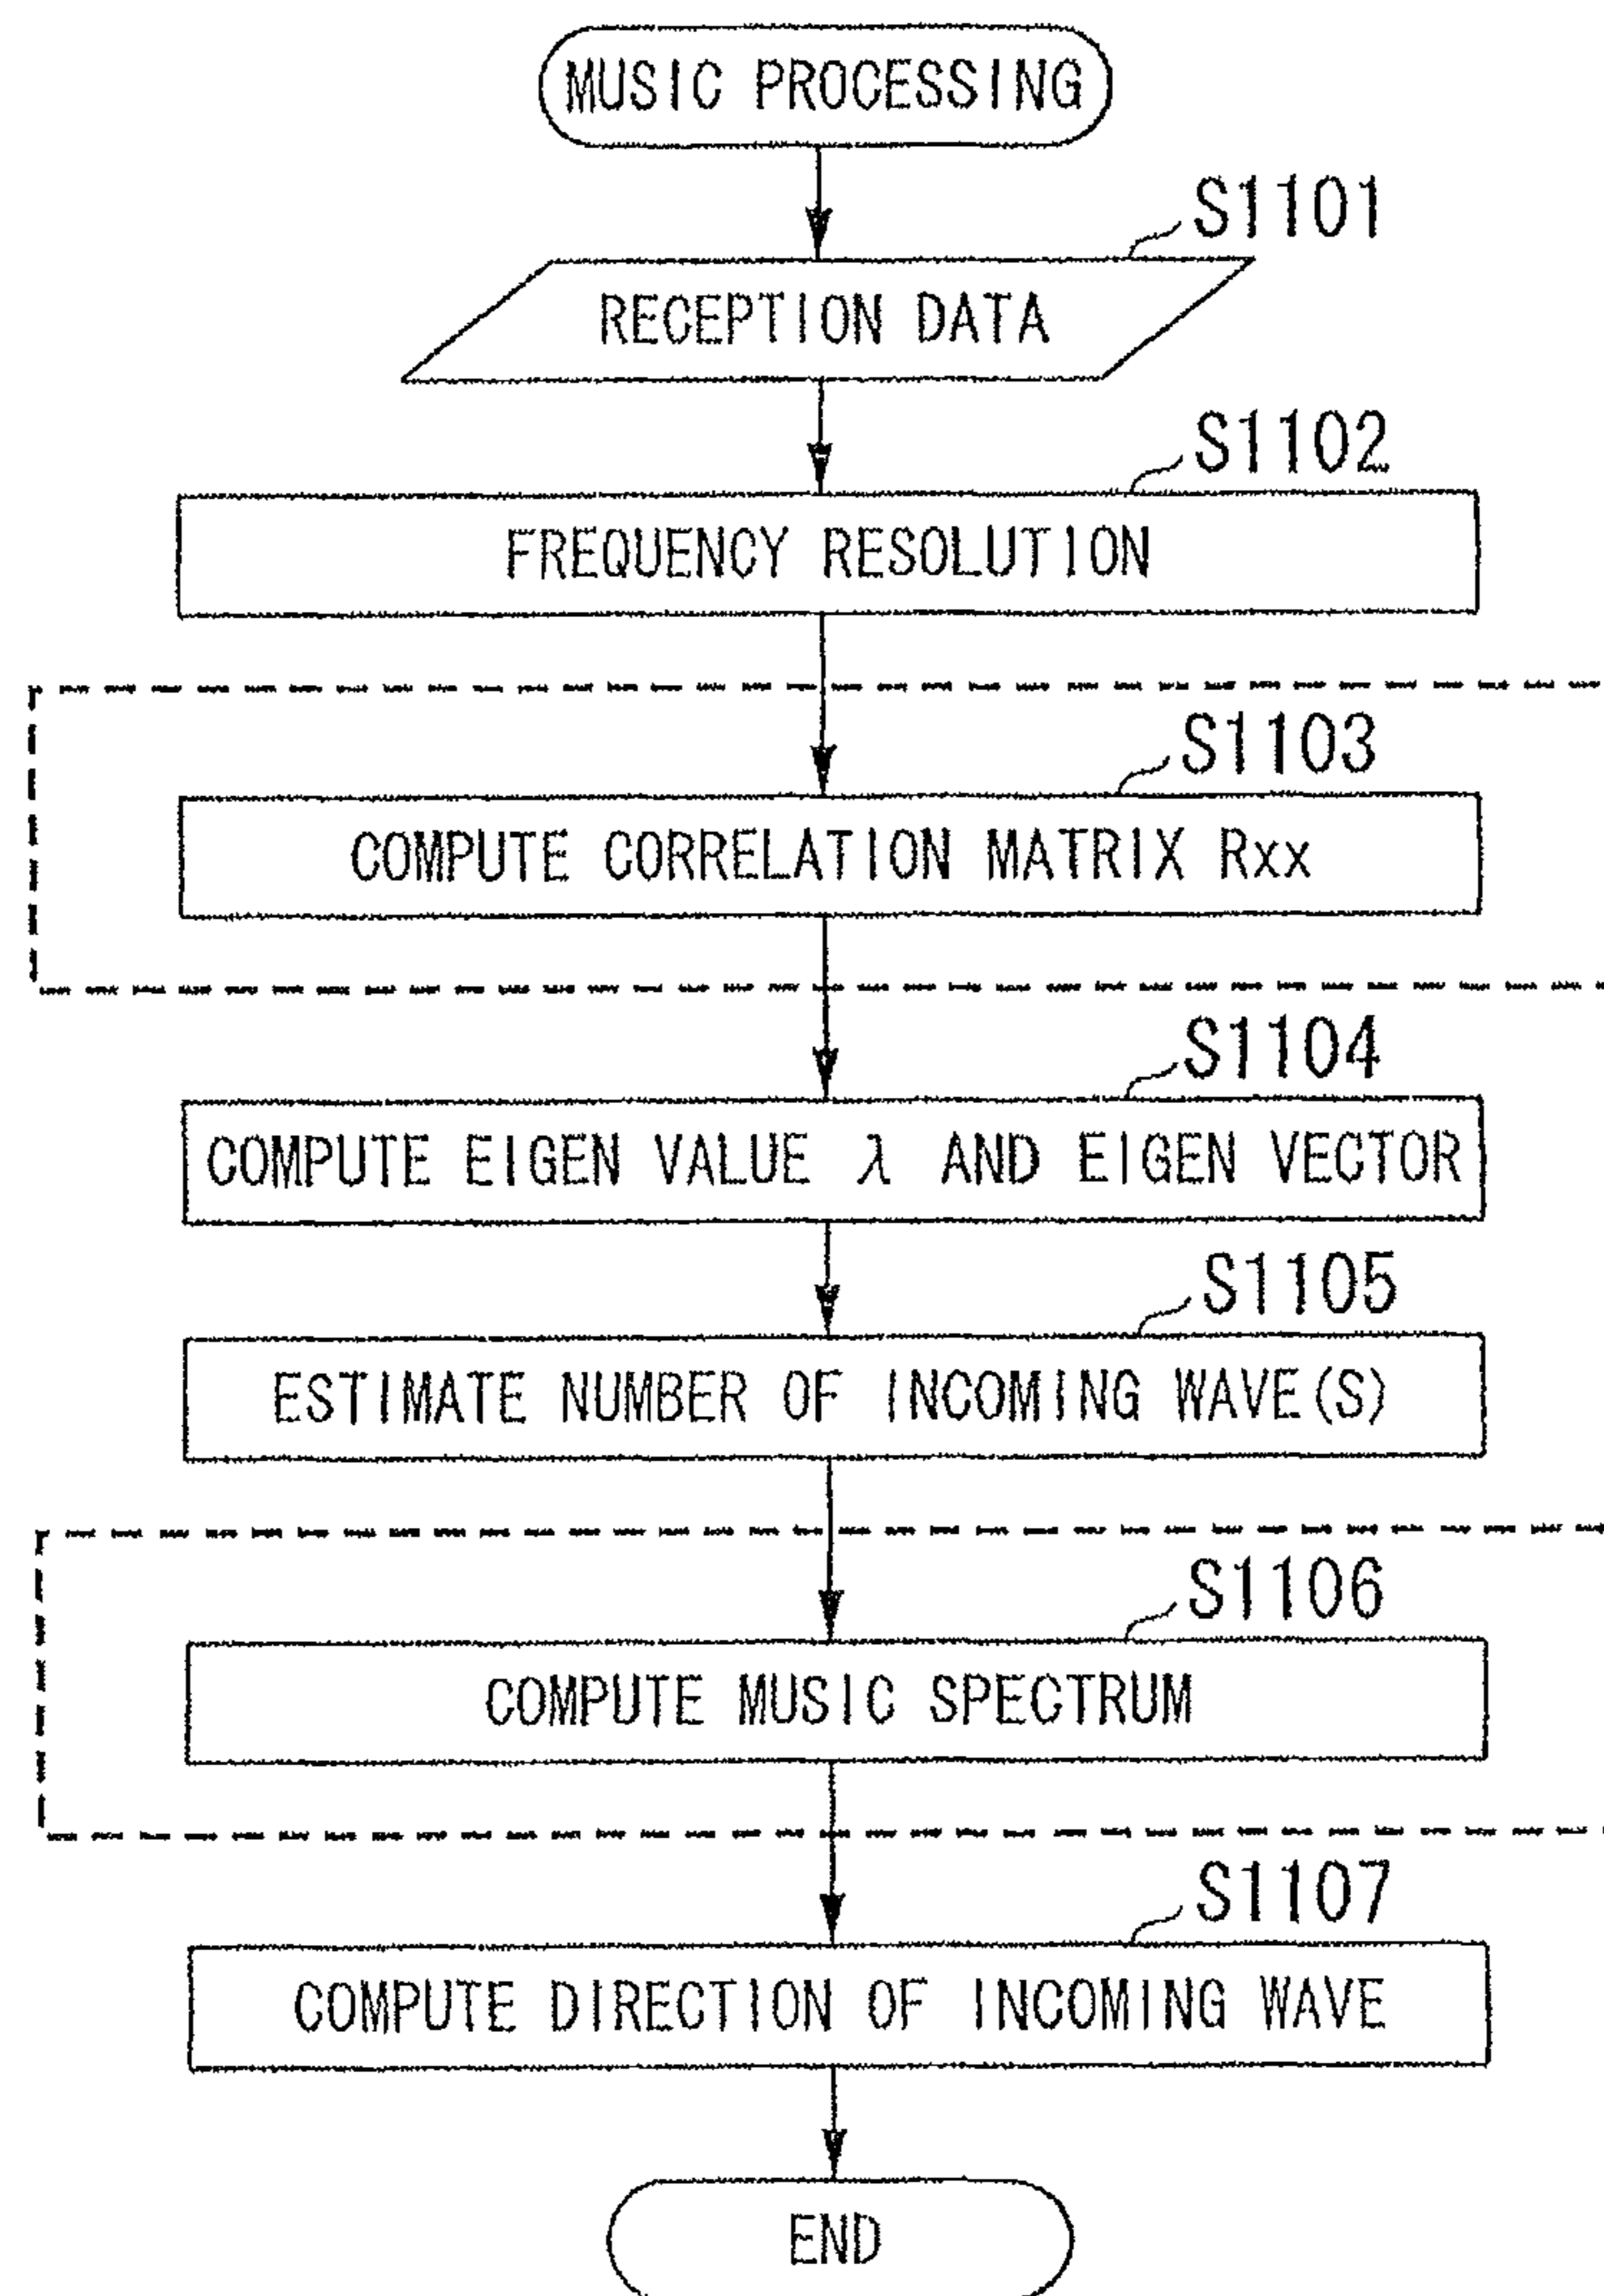 MUSIC PROCESSING
S1101
RECEPTION DATA
S1102
FREQUENCY RESOLUTION
S1103
COMPUTE CORRELATION MATRIX Rxx
S1104
COMPUTE EIGEN VALUE λ AND EIGEN VECTOR
S1105
ESTIMATE NUMBER OF INCOMING WAVE(S)
S1106
COMPUTE MUSIC SPECTRUM
S1107
COMPUTE DIRECTION OF INCOMING WAVE
END